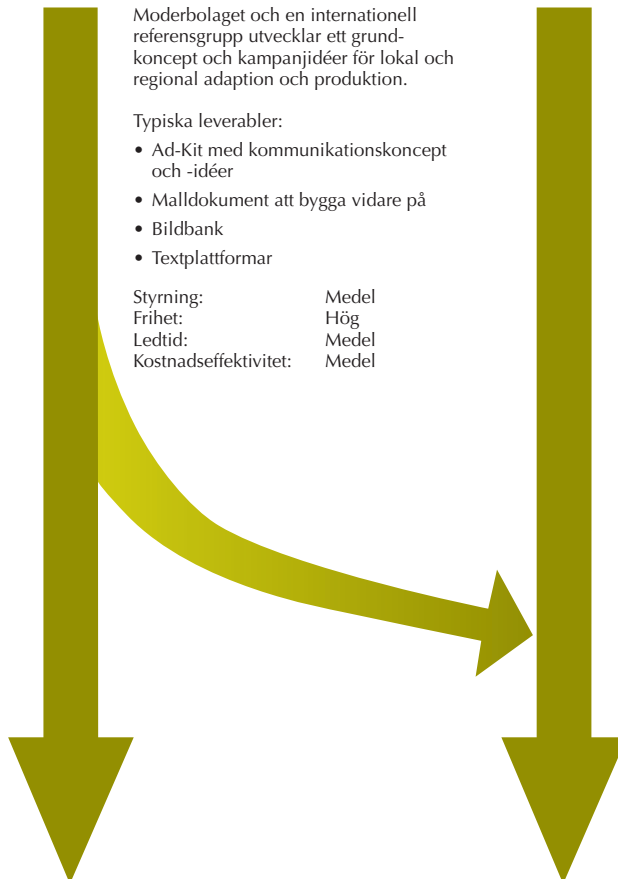 Moderbolaget och en internationell
referensgrupp utvecklar ett grund-
koncept och kampanjidéer för lokal och
regional adaption och produktion.
Typiska leverabler:
• Ad-Kit med kommunikationskoncept
och -idéer
• Malldokument att bygga vidare på
• Bildbank
• Textplattformar
Styrning: Medel
Frihet: Hög
Ledtid: Medel
Kostnadseffektivitet: Medel